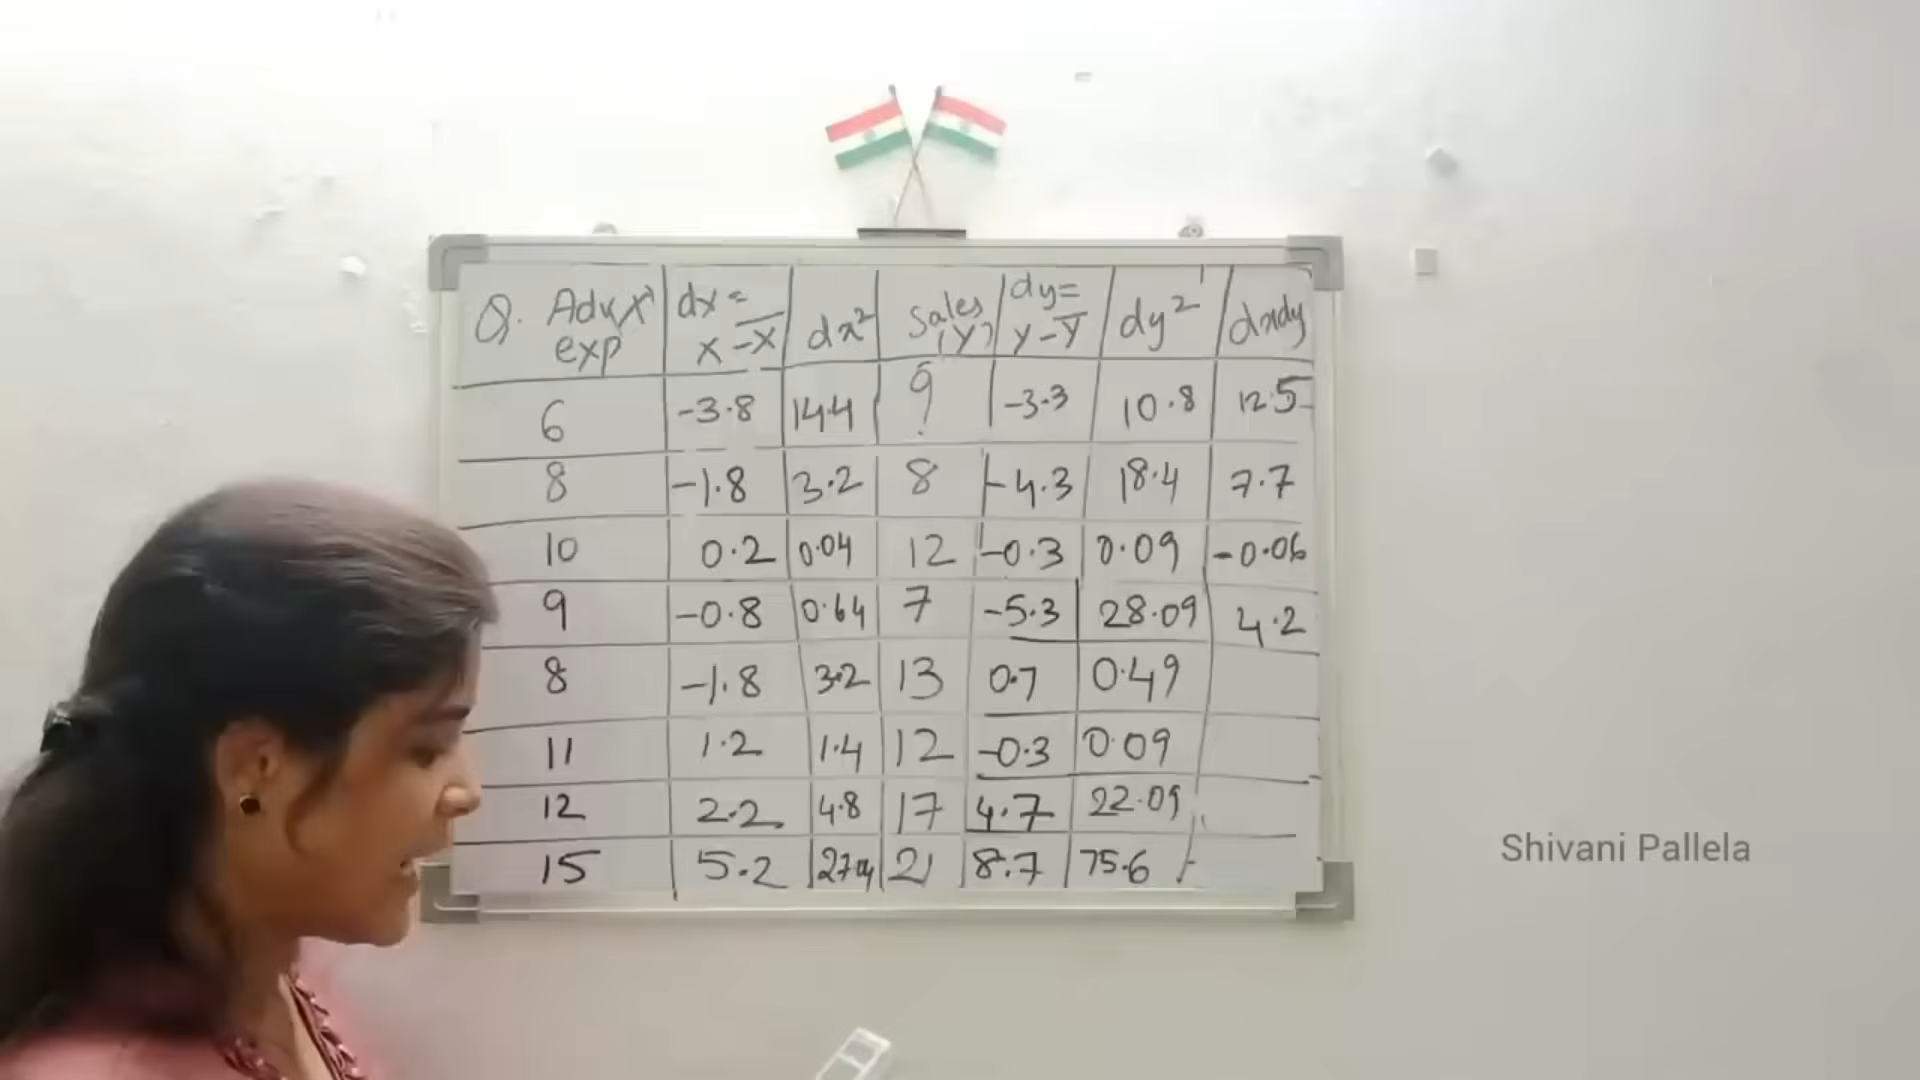 Q. Adv(X) exp | dx = x - x̄ | dx² | Sales (Y) | dy = y - ȳ | dy² | dxdy
6 | -3.8 | 14.4 | 9 | -3.3 | 10.8 | 12.5
8 | -1.8 | 3.2 | 8 | -4.3 | 18.4 | 7.7
10 | 0.2 | 0.04 | 12 | -0.3 | 0.09 | -0.06
9 | -0.8 | 0.64 | 7 | -5.3 | 28.09 | 4.2
8 | -1.8 | 3.2 | 13 | 0.7 | 0.49
11 | 1.2 | 1.4 | 12 | -0.3 | 0.09
12 | 2.2 | 4.8 | 17 | 4.7 | 22.09
15 | 5.2 | 27.04 | 21 | 8.7 | 75.6
Shivani Pallela